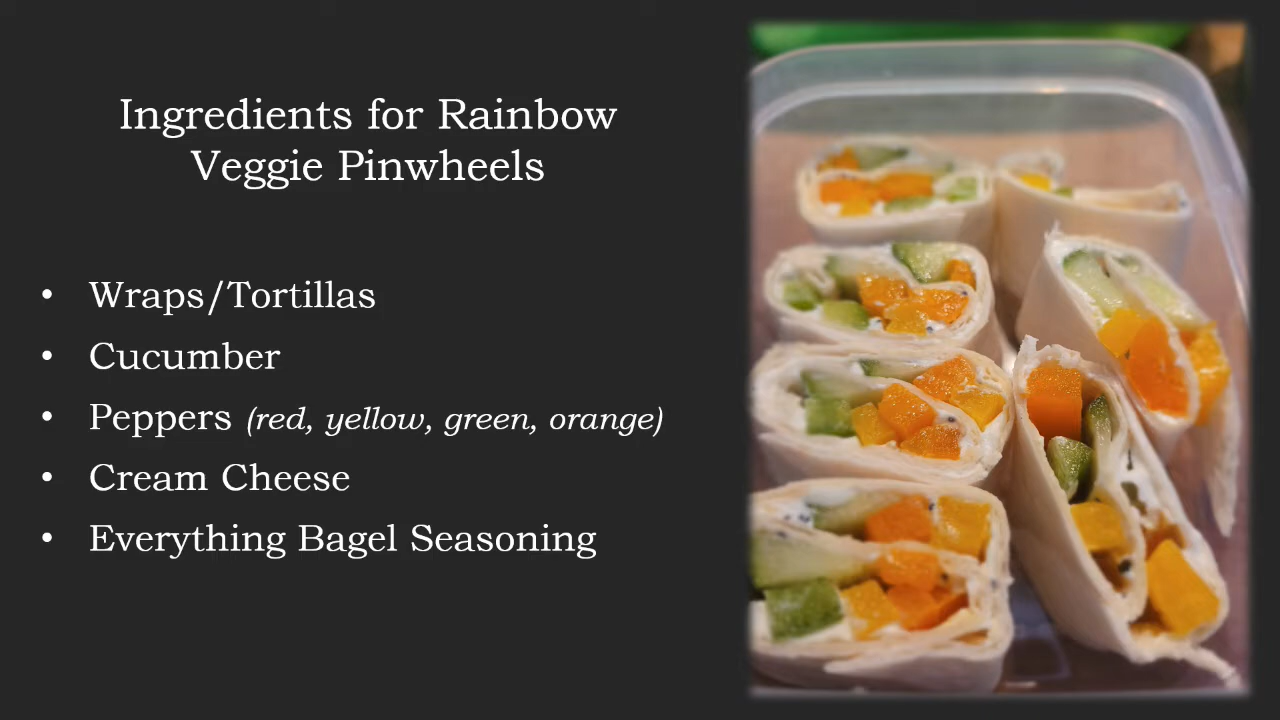 Ingredients for Rainbow
Veggie Pinwheels
• Wraps/Tortillas
• Cucumber
• Peppers (red, yellow, green, orange)
• Cream Cheese
• Everything Bagel Seasoning